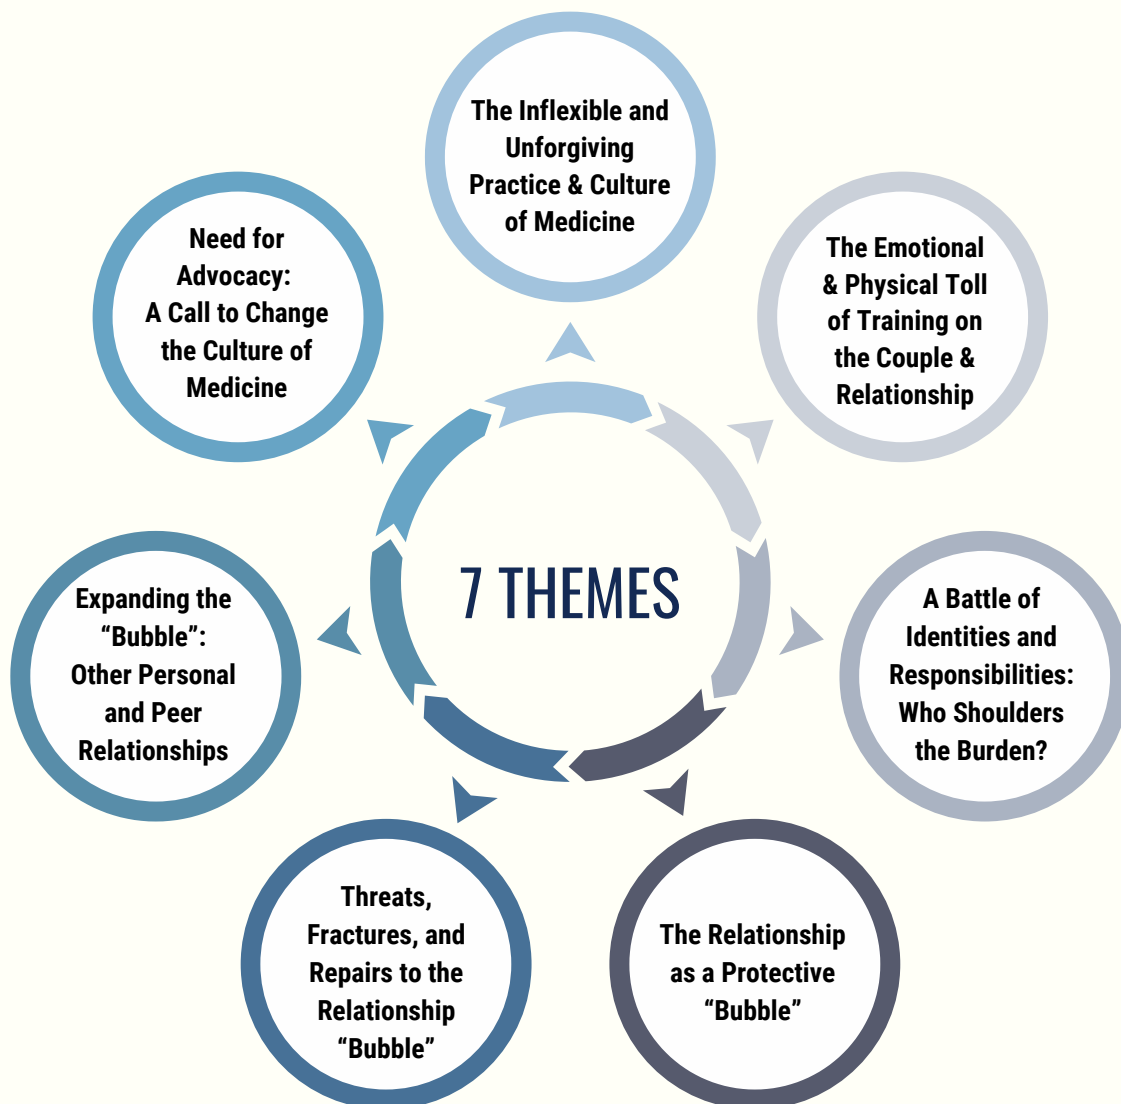 The Inflexible and
Unforgiving
Practice & Culture
of Medicine
The Emotional
& Physical Toll
of Training on
the Couple &
Relationship
A Battle of
Identities and
Responsibilities:
Who Shoulders
the Burden?
The Relationship
as a Protective
“Bubble”
Threats,
Fractures, and
Repairs to the
Relationship
“Bubble”
Expanding the
“Bubble”:
Other Personal
and Peer
Relationships
Need for
Advocacy:
A Call to Change
the Culture of
Medicine
7 THEMES